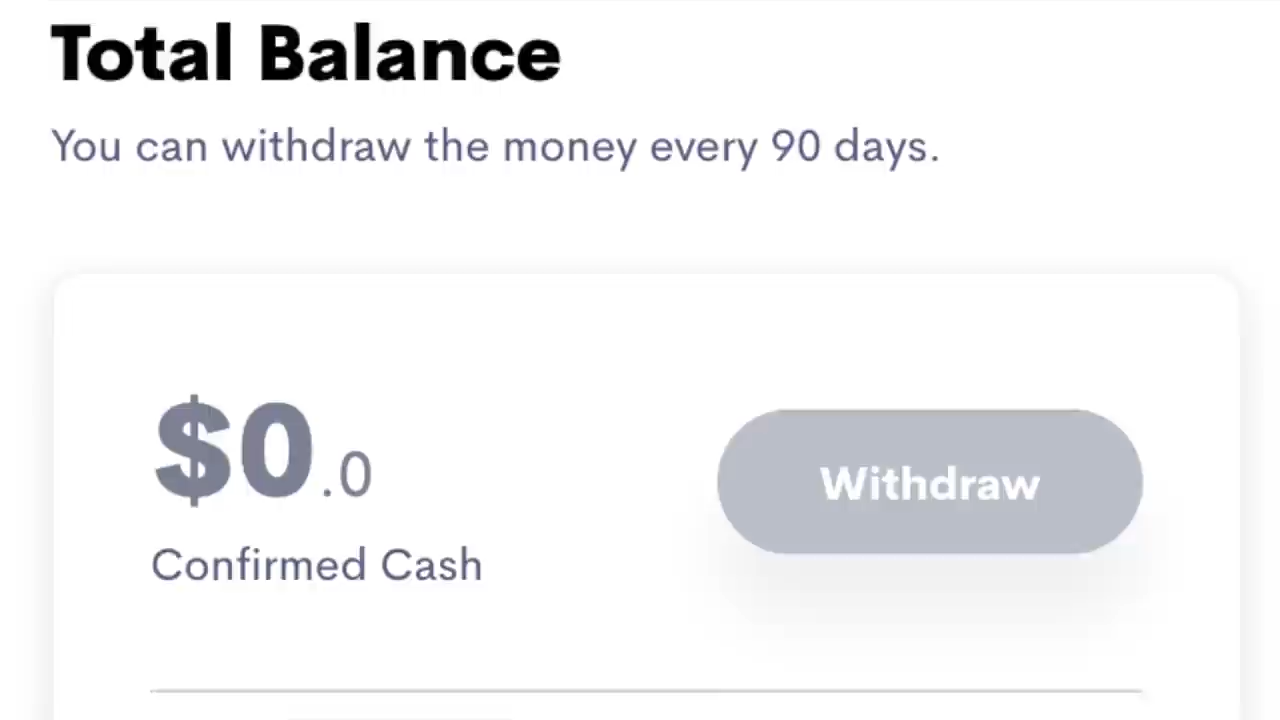 Total Balance
You can withdraw the money every 90 days.
$0.0
Withdraw
Confirmed Cash